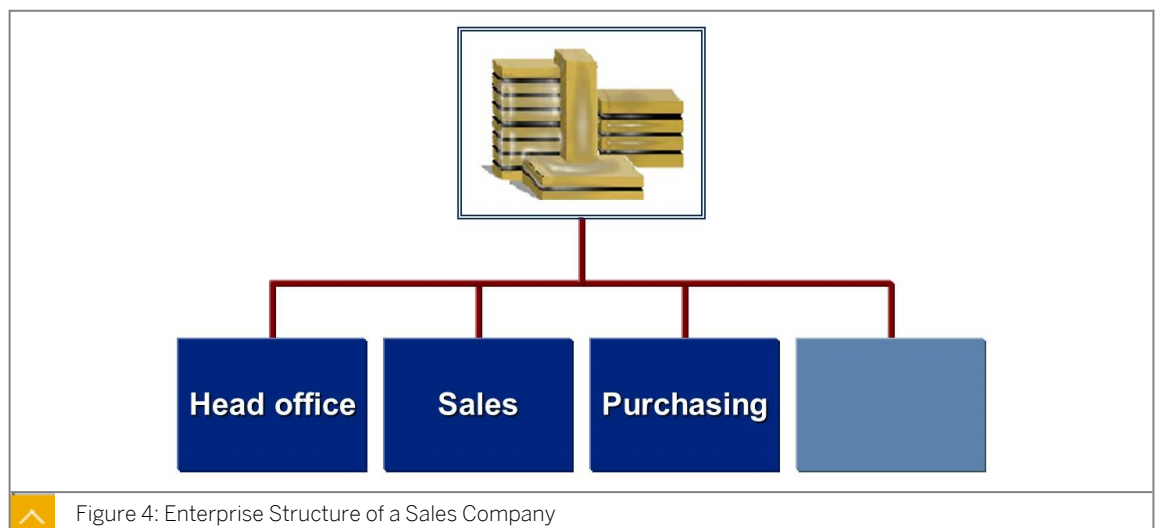 Head office
Sales
Purchasing
Figure 4: Enterprise Structure of a Sales Company